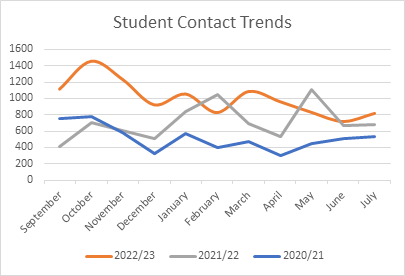 Student Contact Trends
1600
1400
1200
1000
800
600
400
200
0
September
October
November
December
January
February
March
April
May
June
July
2022/23 2021/22 2020/21